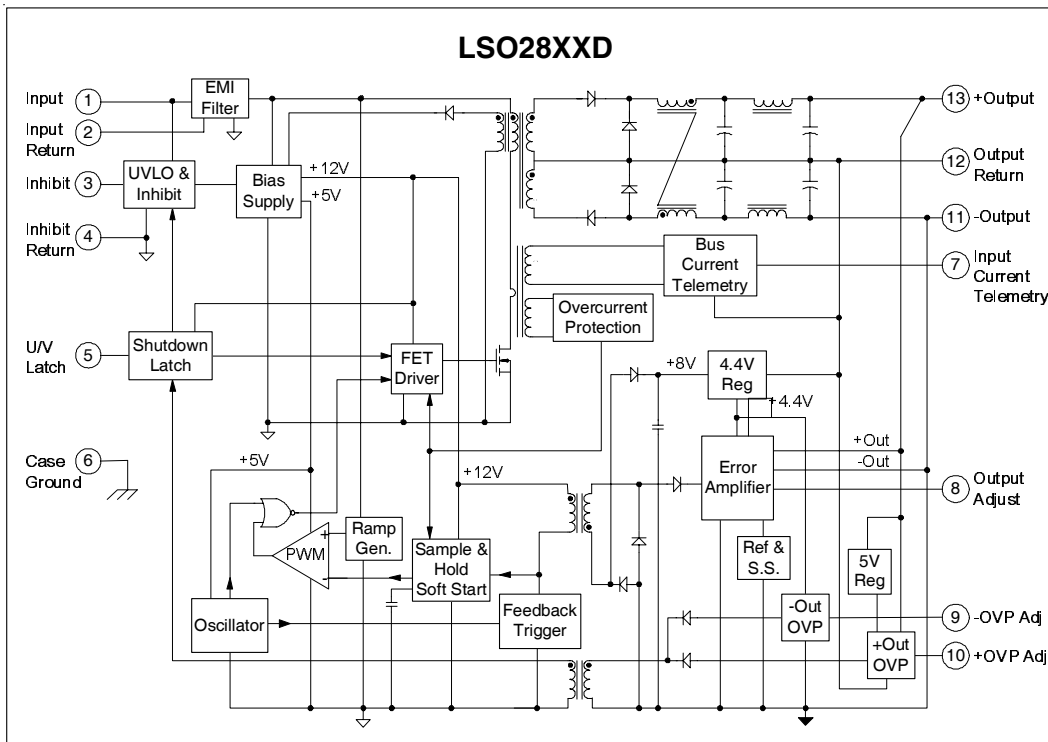 LSO28XXD
Input
1
EMI
Filter
13
+Output
Input
Return
2
12
Output
Return
Inhibit
3
UVLO &
Inhibit
Bias
Supply
+12V
+5V
11
-Output
Inhibit
Return
4
Bus
Current
Telemetry
7
Input
Current
Telemetry
Overcurrent
Protection
U/V
Latch
5
Shutdown
Latch
FET
Driver
+8V
4.4V
Reg
+4.4V
Case
Ground
6
+5V
+12V
Error
Amplifier
+Out
-Out
8
Output
Adjust
PWM
+
-
Ramp
Gen.
Sample &
Hold
Soft Start
Ref &
S.S.
5V
Reg
Oscillator
Feedback
Trigger
-Out
OVP
9
-OVP Adj
+Out
OVP
10
+OVP Adj